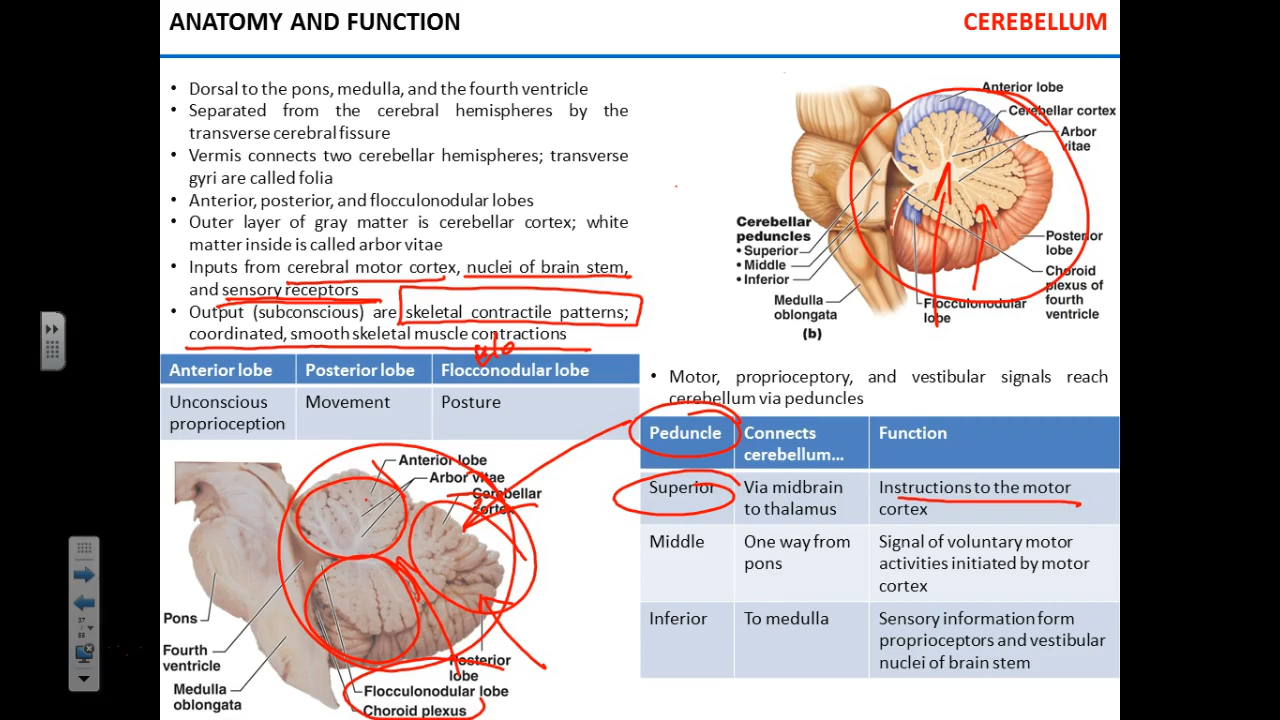 ANATOMY AND FUNCTION
CEREBELLUM
• Dorsal to the pons, medulla, and the fourth ventricle
• Separated from the cerebral hemispheres by the
transverse cerebral fissure
• Vermis connects two cerebellar hemispheres; transverse
gyri are called folia
• Anterior, posterior, and flocculonodular lobes
• Outer layer of gray matter is cerebellar cortex; white
matter inside is called arbor vitae
• Inputs from cerebral motor cortex, nuclei of brain stem,
and sensory receptors
• Output (subconscious) are skeletal contractile patterns;
coordinated, smooth skeletal muscle contractions
Anterior lobe
Posterior lobe
Flocconodular lobe
Unconscious
proprioception
Movement
Posture
Anterior lobe
Cerebellar cortex
Arbor
vitae
Cerebellar
peduncles
• Superior
• Middle
• Inferior
Medulla
oblongata
Posterior
lobe
Choroid
plexus of
fourth
ventricle
Flocculonodular
lobe
(b)
• Motor, proprioceptory, and vestibular signals reach
cerebellum via peduncles
Peduncle
Connects
cerebellum...
Function
Superior
Via midbrain
to thalamus
Instructions to the motor
cortex
Middle
One way from
pons
Signal of voluntary motor
activities initiated by motor
cortex
Inferior
To medulla
Sensory information form
proprioceptors and vestibular
nuclei of brain stem
Anterior lobe
Arbor vitae
Cerebellar
cortex
Pons
Fourth
ventricle
Medulla
oblongata
Posterior
lobe
Flocculonodular lobe
Choroid plexus
37
/
88